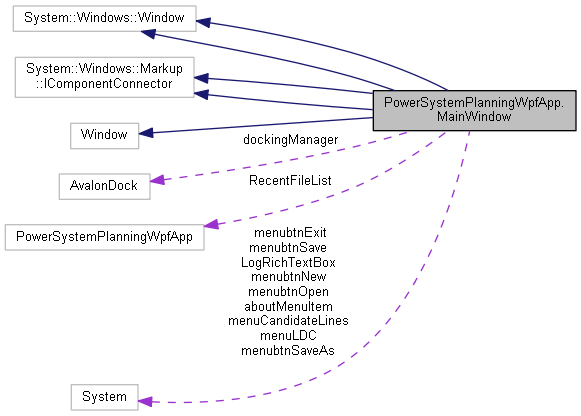 System::Windows::Window
System::Windows::Markup
::IComponentConnector
PowerSystemPlanningWpfApp.
MainWindow
Window
dockingManager
AvalonDock
RecentFileList
PowerSystemPlanningWpfApp
menubtnExit
menubtnSave
LogRichTextBox
menubtnNew
menubtnOpen
aboutMenuItem
menuCandidateLines
menuLDC
menubtnSaveAs
System